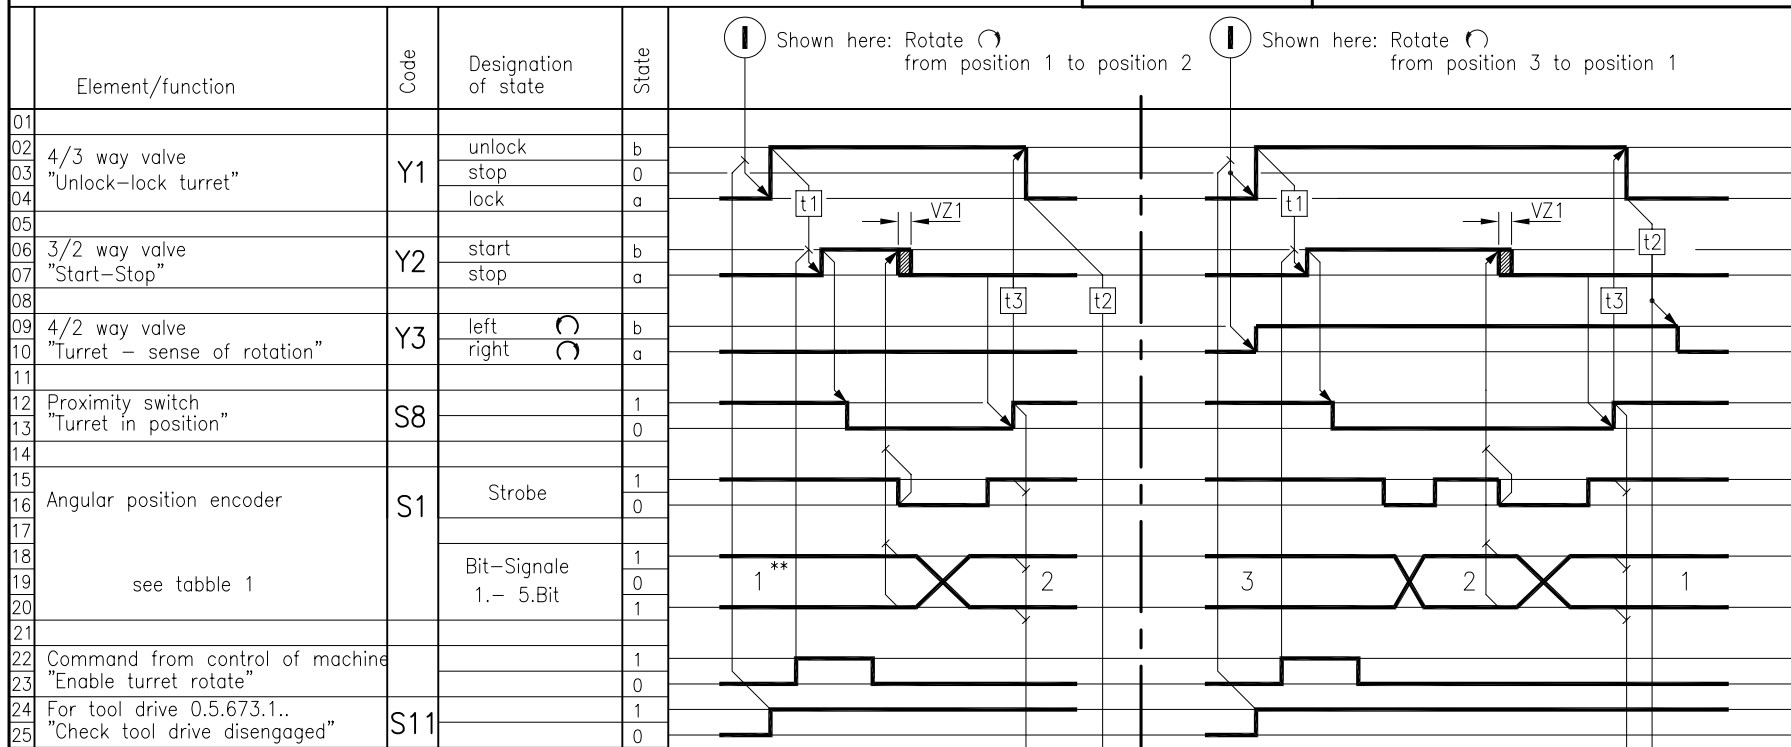 Shown here: Rotate
from position 1 to position 2
Shown here: Rotate
from position 3 to position 1
Element/function
Code
Designation
of state
State
01
02
03
04
05
06
07
08
09
10
11
12
13
14
15
16
17
18
19
20
21
22
23
24
25
4/3 way valve
"Unlock-lock turret"
Y1
unlock b
stop 0
lock a
t1
VZ1
t1
VZ1
3/2 way valve
"Start-Stop"
Y2
start b
stop a
t3
t2
t3
t2
4/2 way valve
"Turret - sense of rotation"
Y3
left b
right a
Proximity switch
"Turret in position"
S8
1
0
Angular position encoder
S1
Strobe
1
0
see tabble 1
Bit-Signale
1.- 5.Bit
1
0
1
1 **
2
3
2
1
Command from control of machine
"Enable turret rotate"
1
0
For tool drive 0.5.673.1..
"Check tool drive disengaged"
S11
1
0